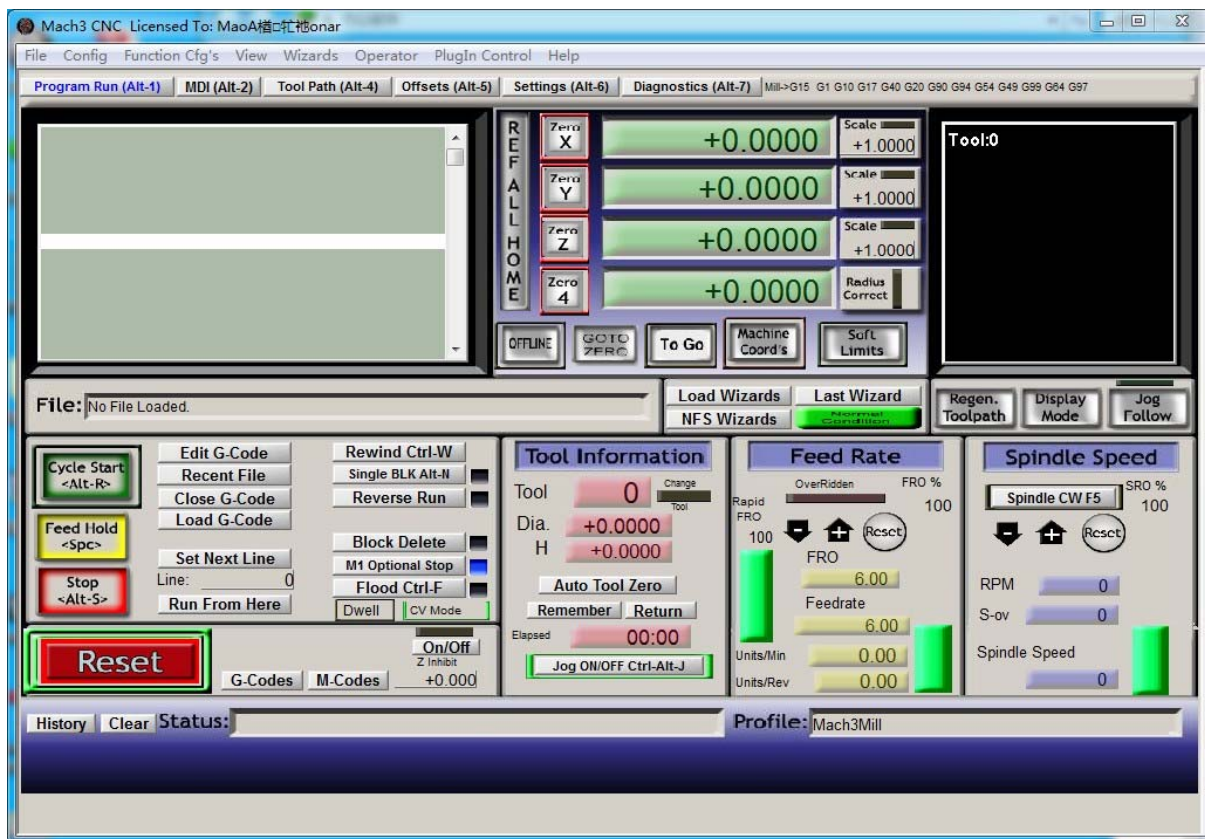 Mach3 CNC Licensed To: MaoA楿□牤䄀onar
File Config Function Cfg's View Wizards Operator PlugIn Control Help
Program Run (Alt-1) MDI (Alt-2) Tool Path (Alt-4) Offsets (Alt-5) Settings (Alt-6) Diagnostics (Alt-7) Mill->G15 G1 G10 G17 G40 G20 G90 G94 G54 G49 G99 G64 G97
REF ALL HOME
Zero X +0.0000 Scale +1.0000
Zero Y +0.0000 Scale +1.0000
Zero Z +0.0000 Scale +1.0000
Zero 4 +0.0000 Radius Correct
OFFLINE GOTO ZERO To Go Machine Coord's Soft Limits
Tool:0
File: No File Loaded.
Load Wizards Last Wizard
NFS Wizards Normal Condition
Regen. Toolpath Display Mode Jog Follow
Cycle Start <Alt-R>
Feed Hold <Spc>
Stop <Alt-S>
Edit G-Code
Recent File
Close G-Code
Load G-Code
Set Next Line
Line: 0
Run From Here
Rewind Ctrl-W
Single BLK Alt-N
Reverse Run
Block Delete
M1 Optional Stop
Flood Ctrl-F
Dwell CV Mode
Reset
G-Codes M-Codes
On/Off
Z Inhibit
+0.000
Tool Information
Tool 0 Change Tool
Dia. +0.0000
H +0.0000
Auto Tool Zero
Remember Return
Elapsed 00:00
Jog ON/OFF Ctrl-Alt-J
Feed Rate
OverRidden FRO %
100
Rapid FRO
100
Reset
FRO
6.00
Feedrate
6.00
Units/Min 0.00
Units/Rev 0.00
Spindle Speed
Spindle CW F5
SRO %
100
Reset
RPM 0
S-ov 0
Spindle Speed
0
History Clear Status:
Profile: Mach3Mill